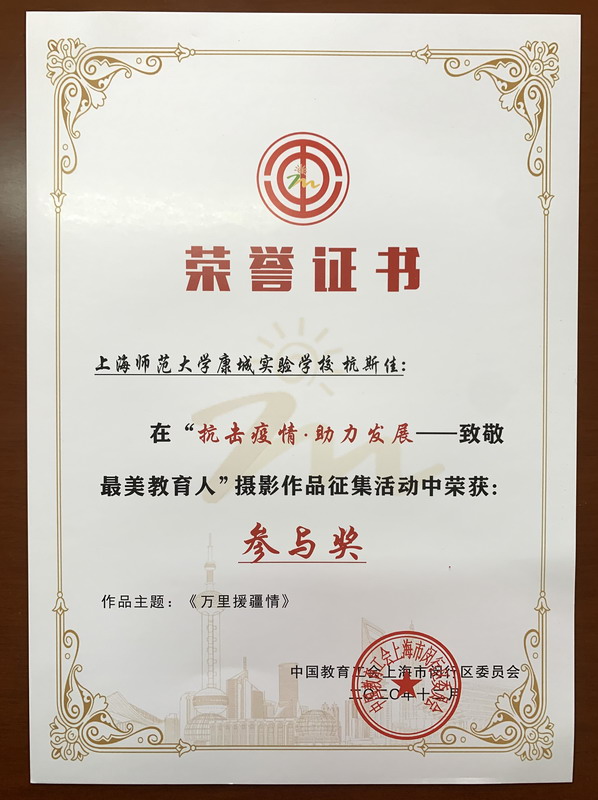 荣誉证书
上海师范大学康城实验学校杭斯佳:
在“抗击疫情·助力发展——致敬
最美教育人”摄影作品征集活动中荣获:
参与奖
作品主题：《万里援疆情》
中国教育工会上海市闵行区委员会
二〇二〇年十二月
中国教育工会上海市闵行区委员会